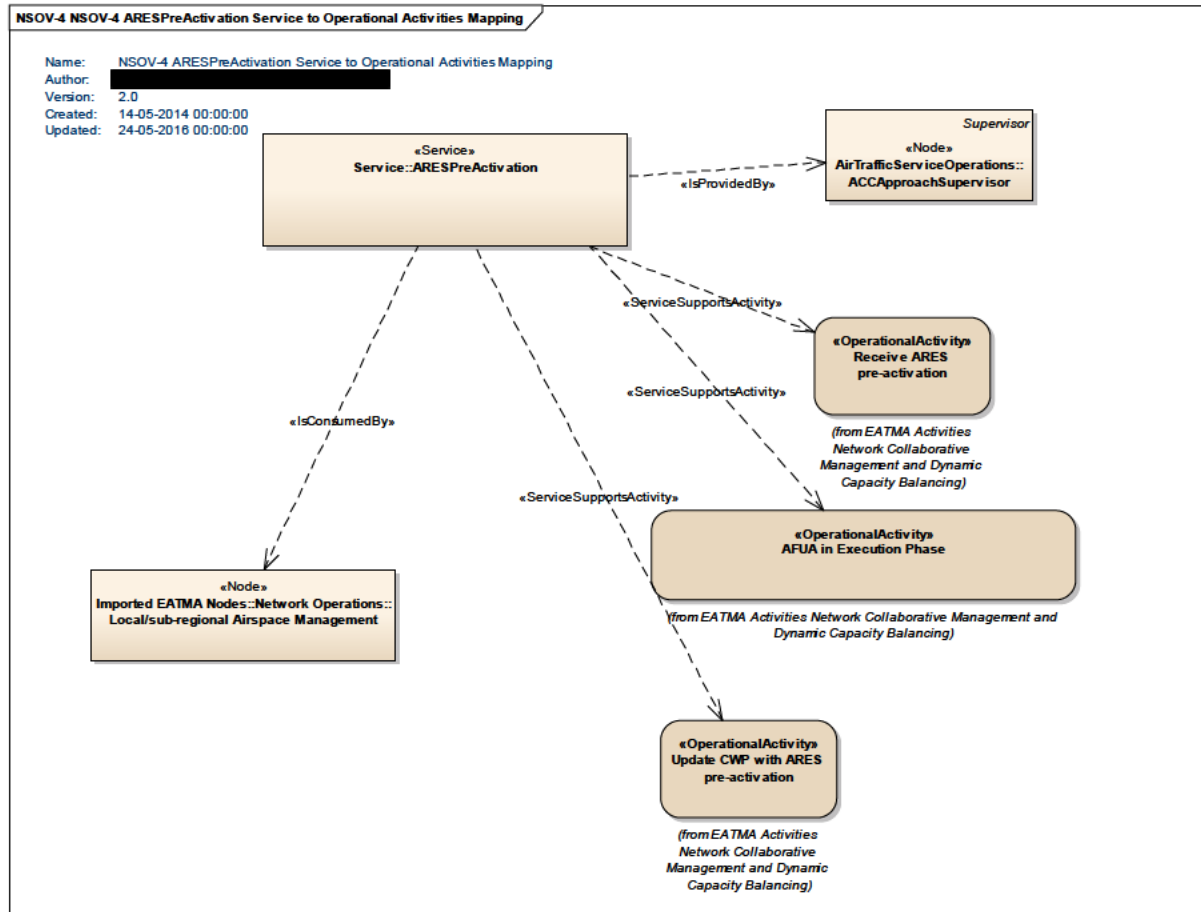 NSOV-4 NSOV-4 ARESPreActivation Service to Operational Activities Mapping
Name: NSOV-4 ARESPreActivation Service to Operational Activities Mapping
Author:
Version: 2.0
Created: 14-05-2014 00:00:00
Updated: 24-05-2016 00:00:00
«Service»
Service::ARESPreActivation
Supervisor
«Node»
AirTrafficServiceOperations::
ACCApproachSupervisor
«IsProvidedBy»
«ServiceSupportsActivity»
«OperationalActivity»
Receive ARES
pre-activation
(from EATMA Activities
Network Collaborative
Management and Dynamic
Capacity Balancing)
«ServiceSupportsActivity»
«IsConsumedBy»
«ServiceSupportsActivity»
«OperationalActivity»
AFUA in Execution Phase
(from EATMA Activities Network Collaborative Management and
Dynamic Capacity Balancing)
«Node»
Imported EATMA Nodes::Network Operations::
Local/sub-regional Airspace Management
«OperationalActivity»
Update CWP with ARES
pre-activation
(from EATMA Activities
Network Collaborative
Management and Dynamic
Capacity Balancing)